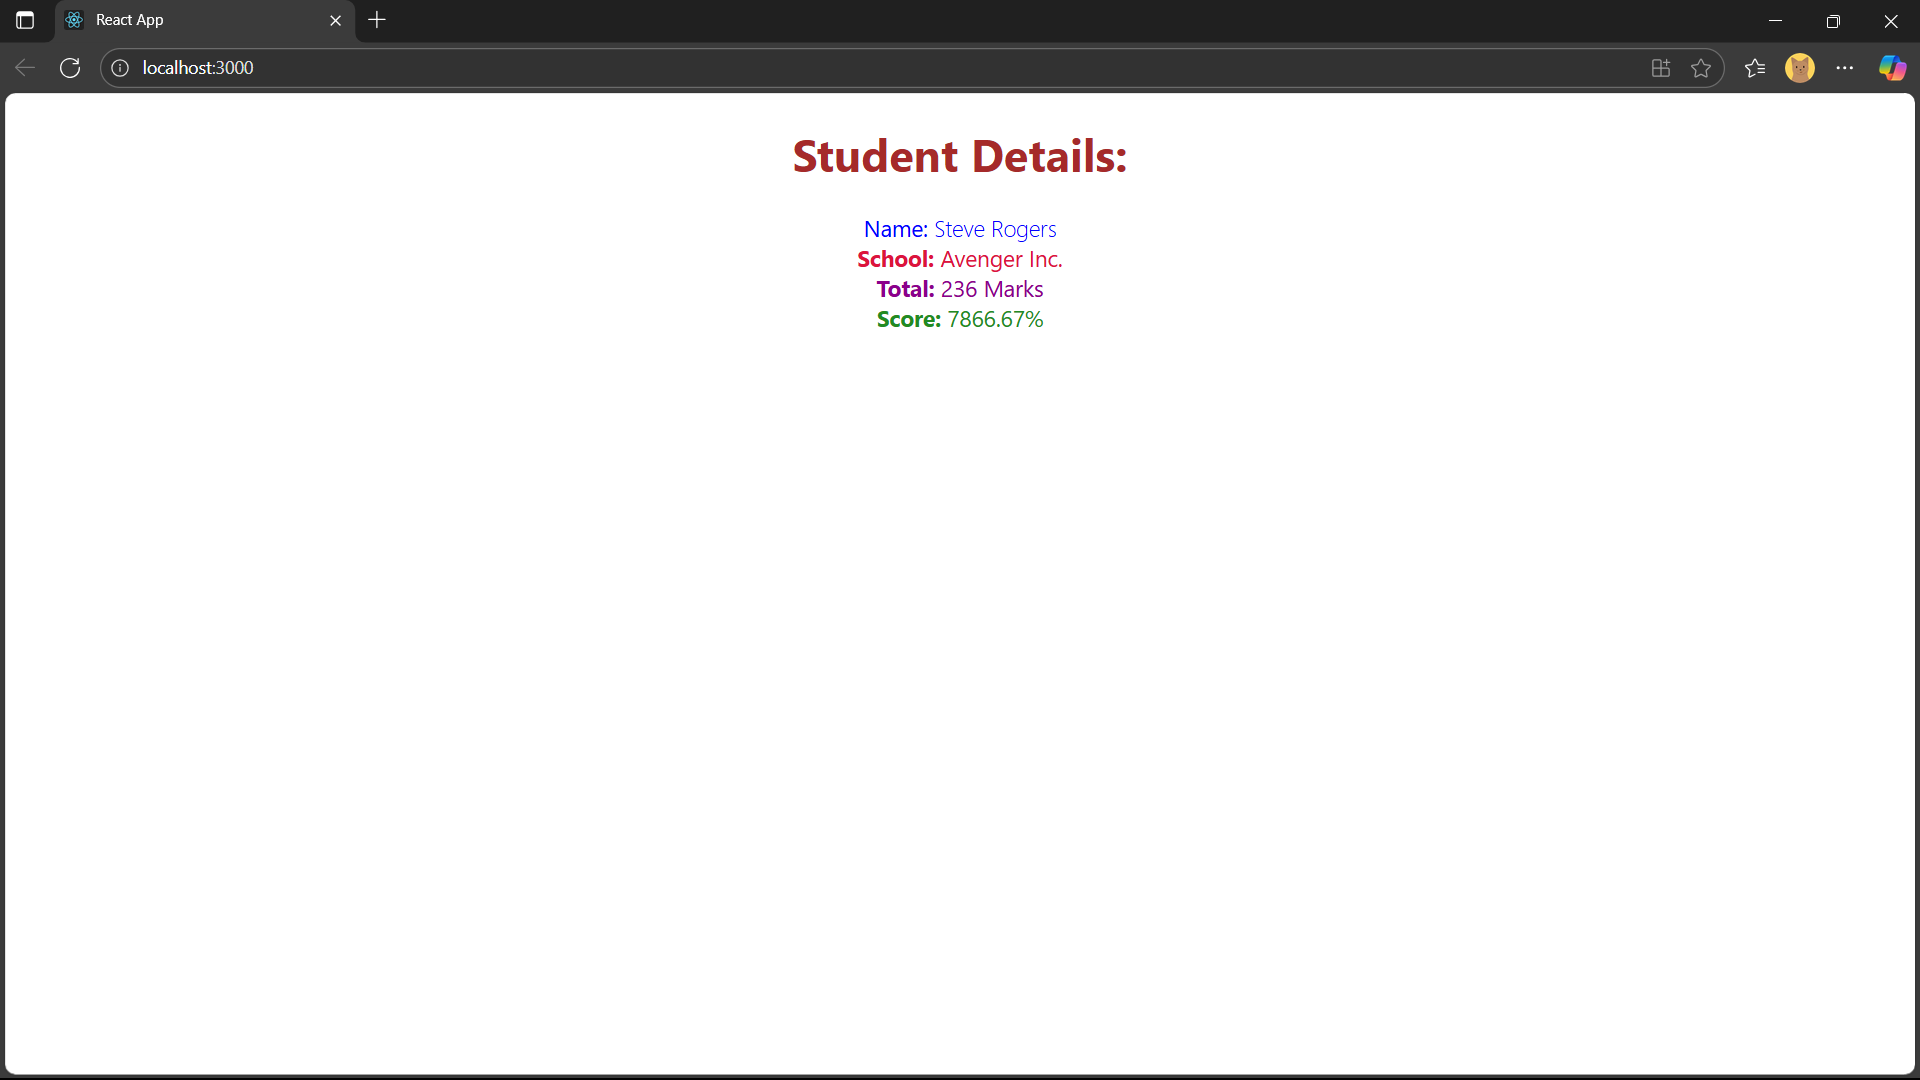 React App
localhost:3000
Student Details:
Name: Steve Rogers
School: Avenger Inc.
Total: 236 Marks
Score: 7866.67%